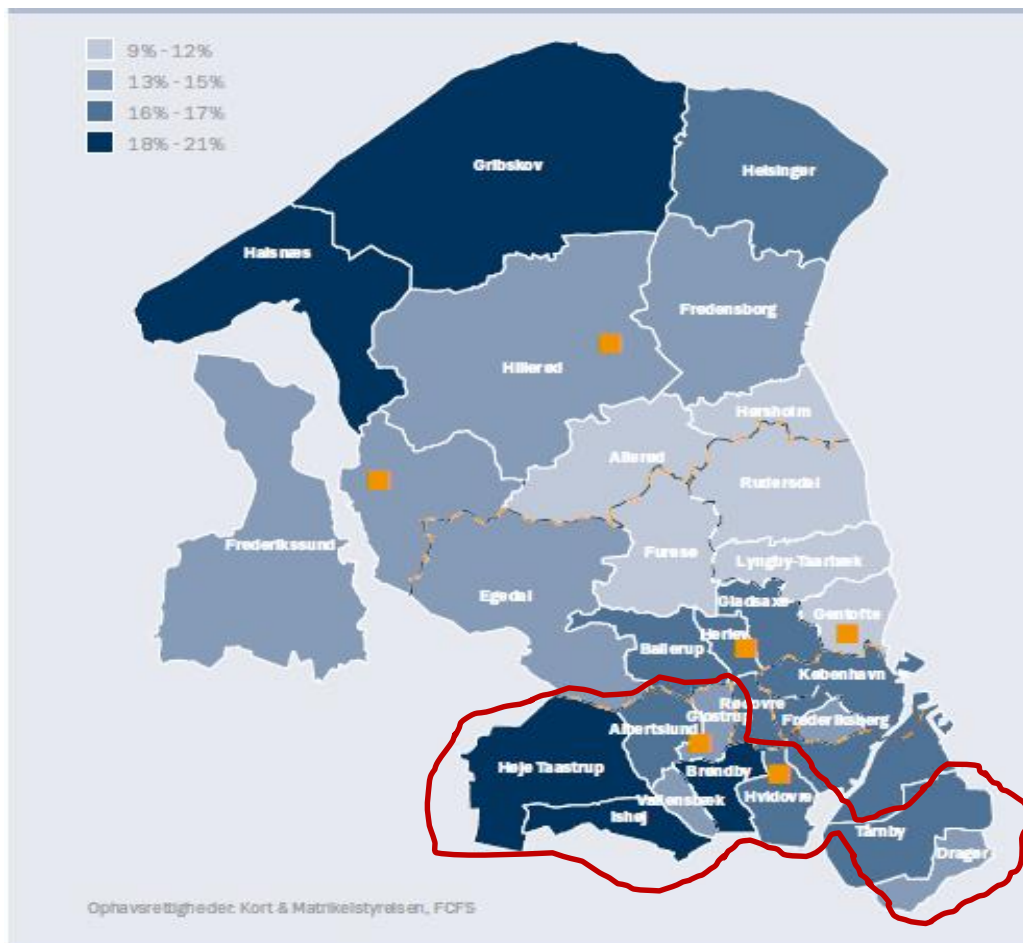 9% - 12%
13% - 15%
16% - 17%
18% - 21%
Gribskov
Helsingør
Halsnæs
Fredensborg
Hillerød
Hørsholm
Allerød
Rudersdal
Frederikssund
Furesø
Lyngby-Taarbæk
Egedal
Gladsaxe
Gentofte
Herlev
Ballerup
København
Rødovre
Glostrup
Frederiksberg
Albertslund
Høje Taastrup
Brøndby
Vallensbæk
Hvidovre
Ishøj
Tårnby
Dragør
Ophavsrettigheder: Kort & Matrikelstyrelsen, FCFS